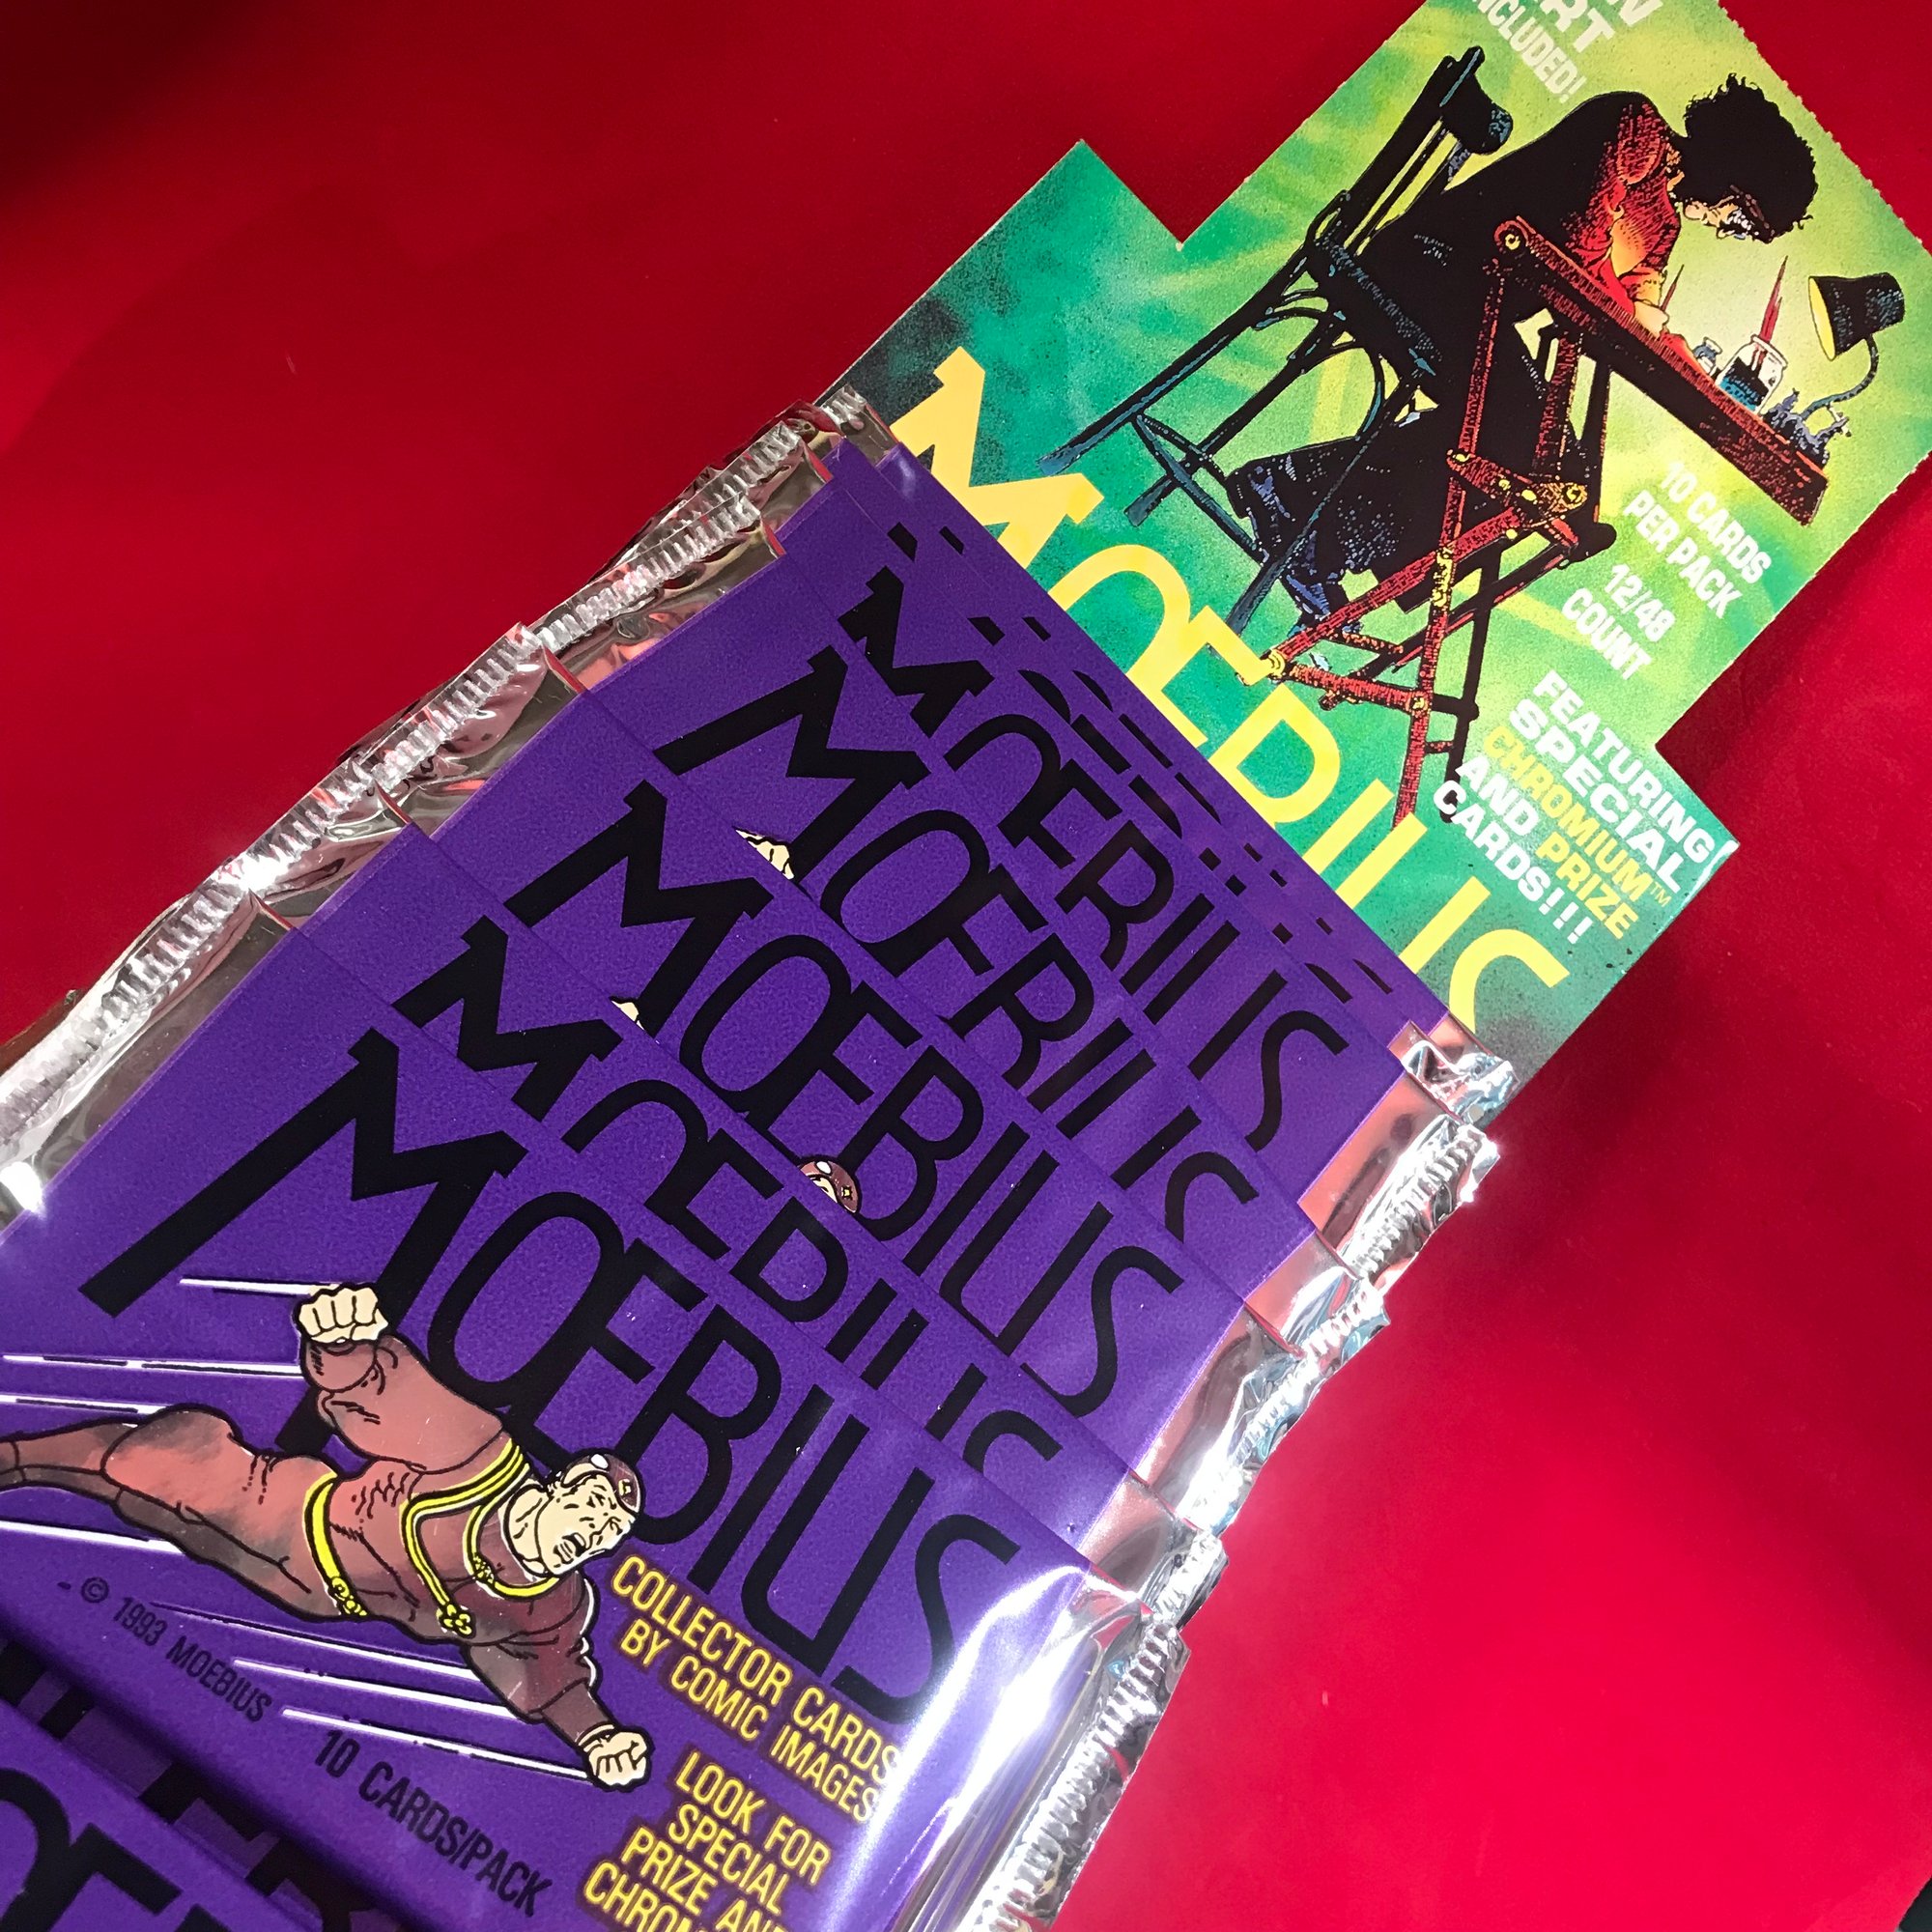 INCLUDED!
MOEBIUS
10 CARDS
PER PACK
12/48
COUNT
FEATURING
SPECIAL
CHROMIUM™
AND PRIZE
CARDS!!!
MOEBIUS
MOEBIUS
MOEBIUS
MOEBIUS
MOEBIUS
COLLECTOR CARDS
BY COMIC IMAGES
© 1993 MOEBIUS
10 CARDS/PACK
LOOK FOR
SPECIAL
PRIZE AND